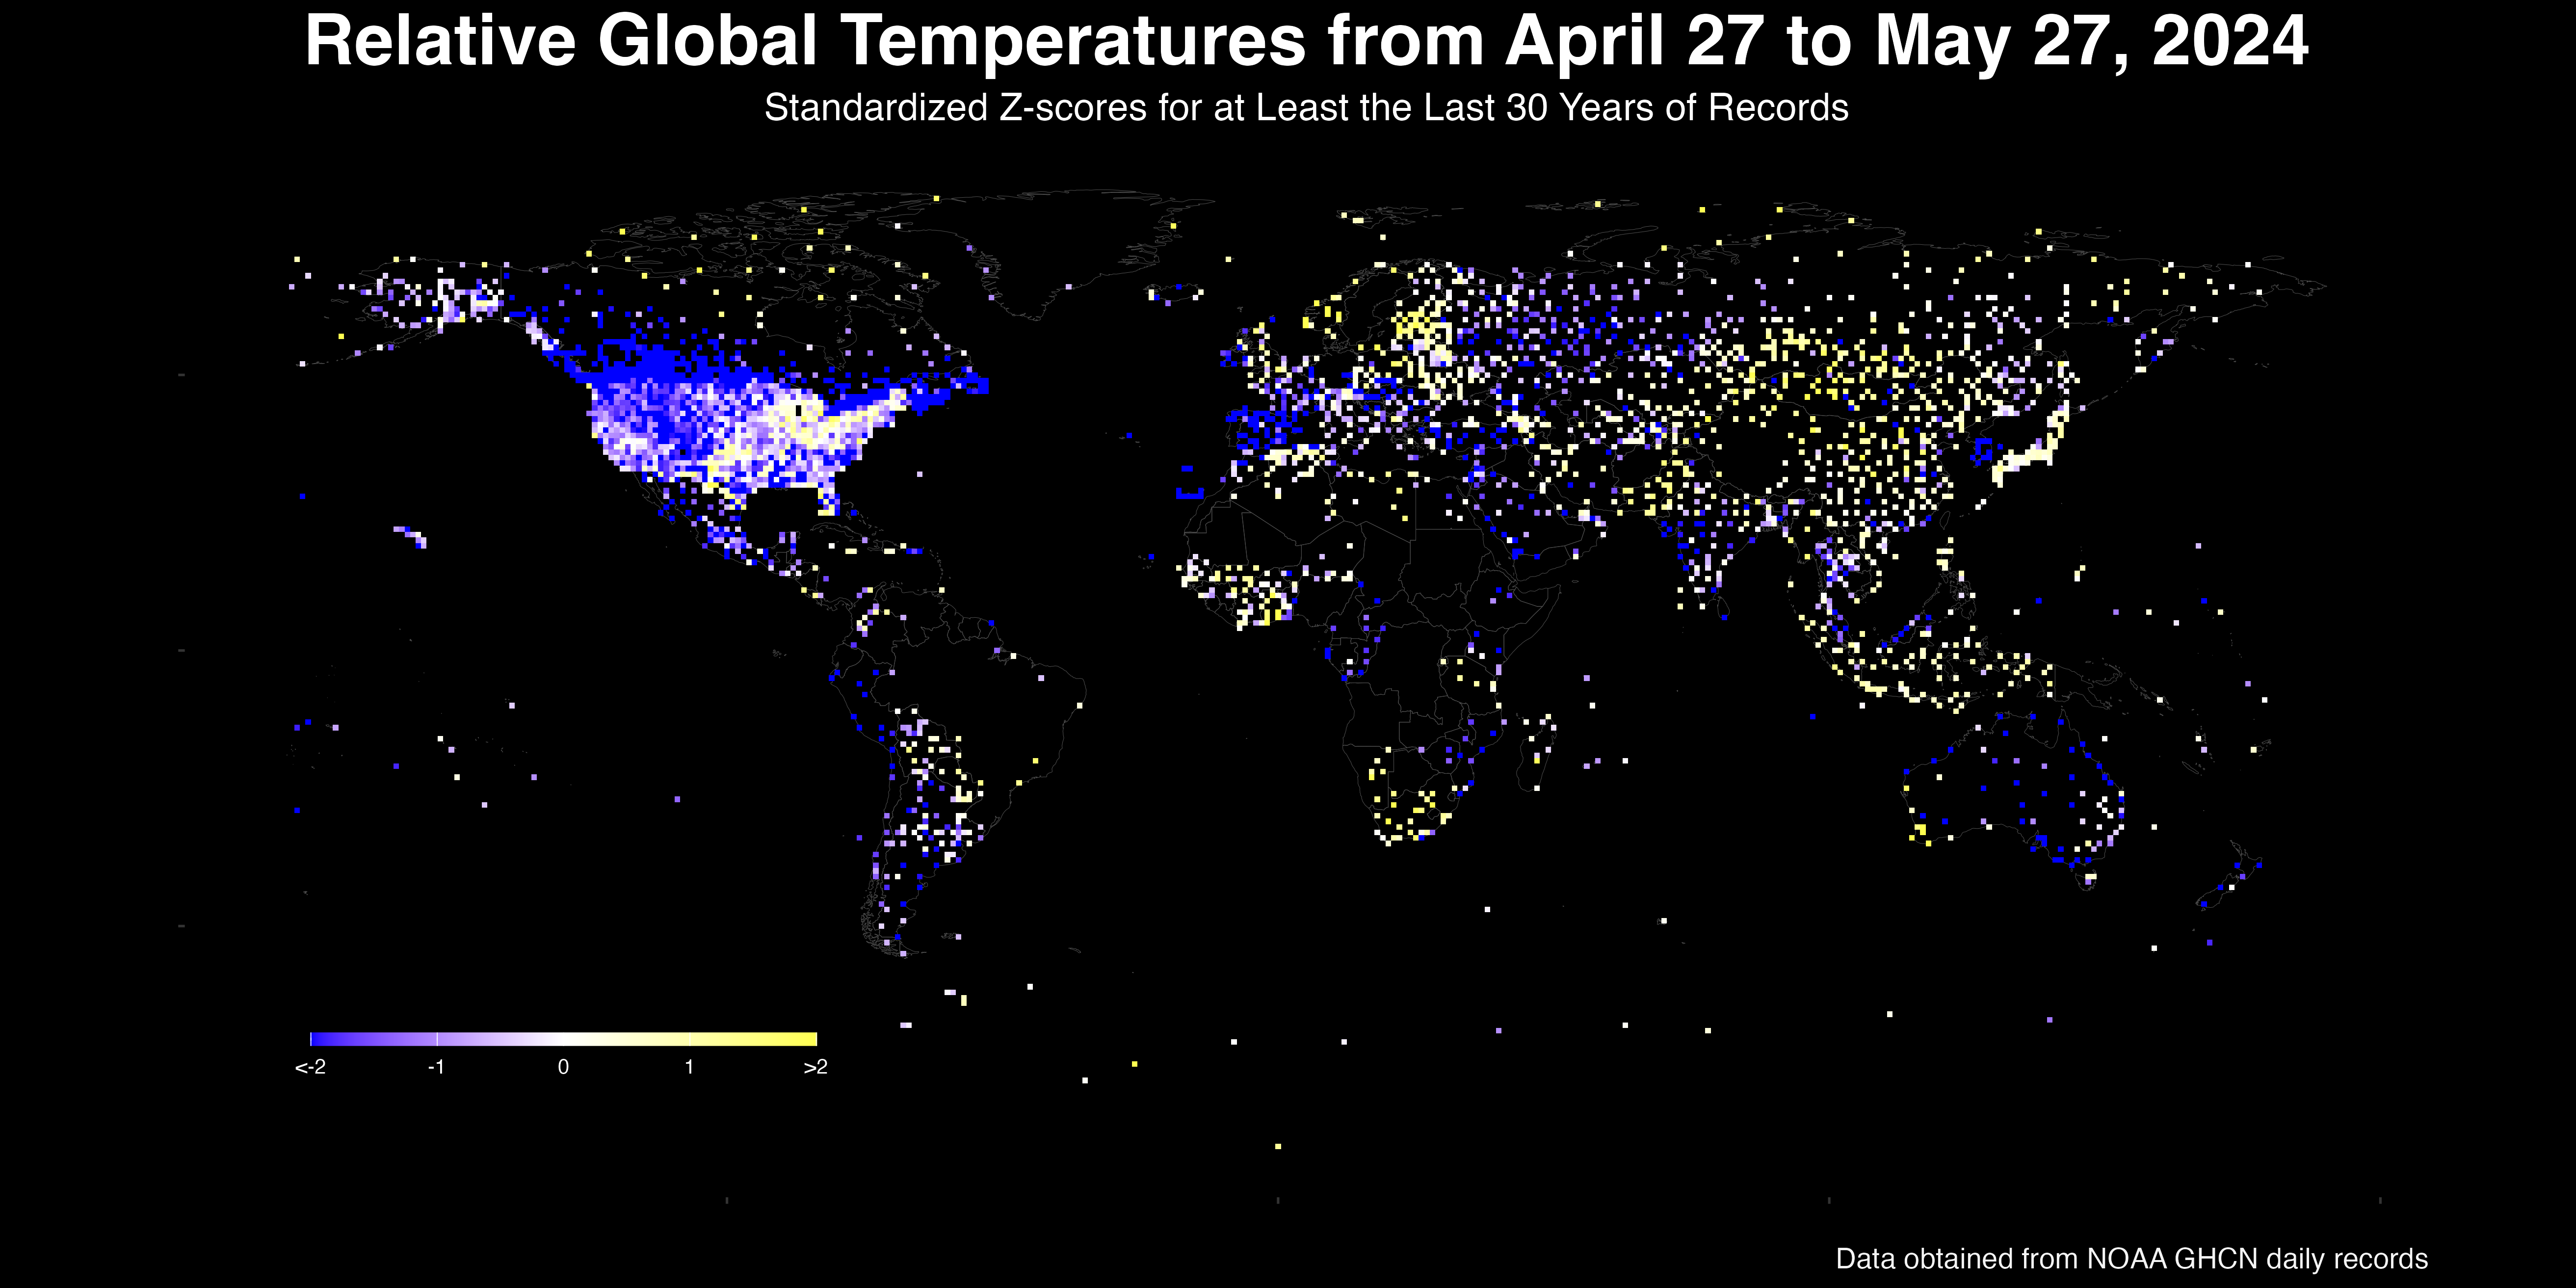 Relative Global Temperatures from April 27 to May 27, 2024
Standardized Z-scores for at Least the Last 30 Years of Records
<-2 -1 0 1 >2
Data obtained from NOAA GHCN daily records